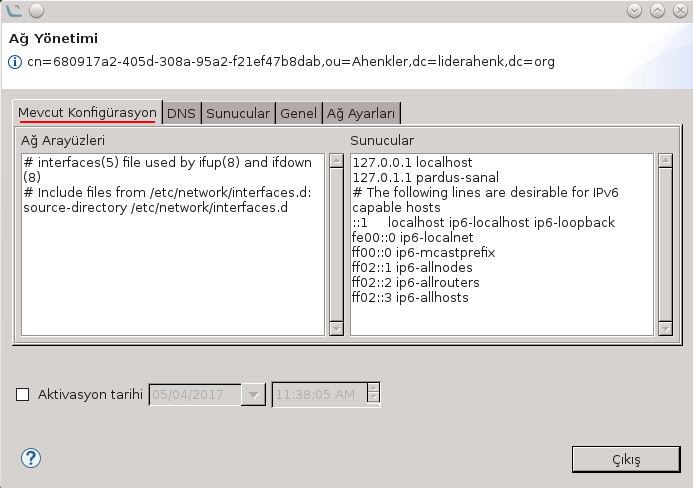 Ağ Yönetimi
cn=680917a2-405d-308a-95a2-f21ef47b8dab,ou=Ahenkler,dc=liderahenk,dc=org
Mevcut Konfigürasyon DNS Sunucular Genel Ağ Ayarları
Ağ Arayüzleri
# interfaces(5) file used by ifup(8) and ifdown
(8)
# Include files from /etc/network/interfaces.d:
source-directory /etc/network/interfaces.d
Sunucular
127.0.0.1 localhost
127.0.1.1 pardus-sanal
# The following lines are desirable for IPv6
capable hosts
::1 localhost ip6-localhost ip6-loopback
fe00::0 ip6-localnet
ff00::0 ip6-mcastprefix
ff02::1 ip6-allnodes
ff02::2 ip6-allrouters
ff02::3 ip6-allhosts
Aktivasyon tarihi 05/04/2017 11:38:05 AM
Çıkış